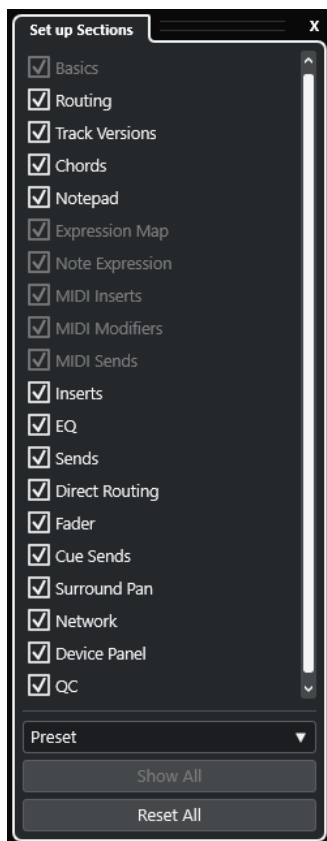 Set up Sections X
Basics
Routing
Track Versions
Chords
Notepad
Expression Map
Note Expression
MIDI Inserts
MIDI Modifiers
MIDI Sends
Inserts
EQ
Sends
Direct Routing
Fader
Cue Sends
Surround Pan
Network
Device Panel
QC
Preset
Show All
Reset All